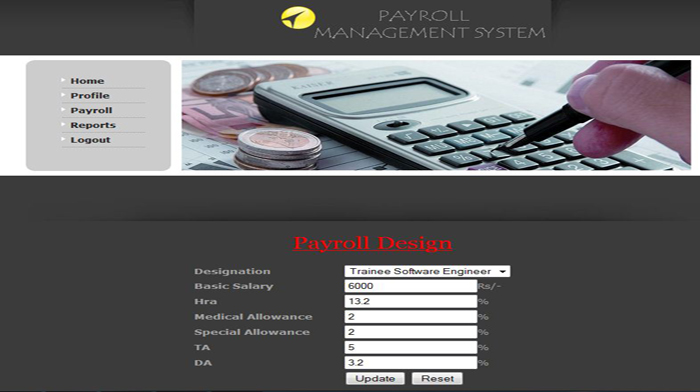 PAYROLL
MANAGEMENT SYSTEM
Home
Profile
Payroll
Reports
Logout
Payroll Design
Designation Trainee Software Engineer
Basic Salary 6000 Rs/-
Hra 13.2 %
Medical Allowance 2 %
Special Allowance 2 %
TA 5 %
DA 3.2 %
Update Reset